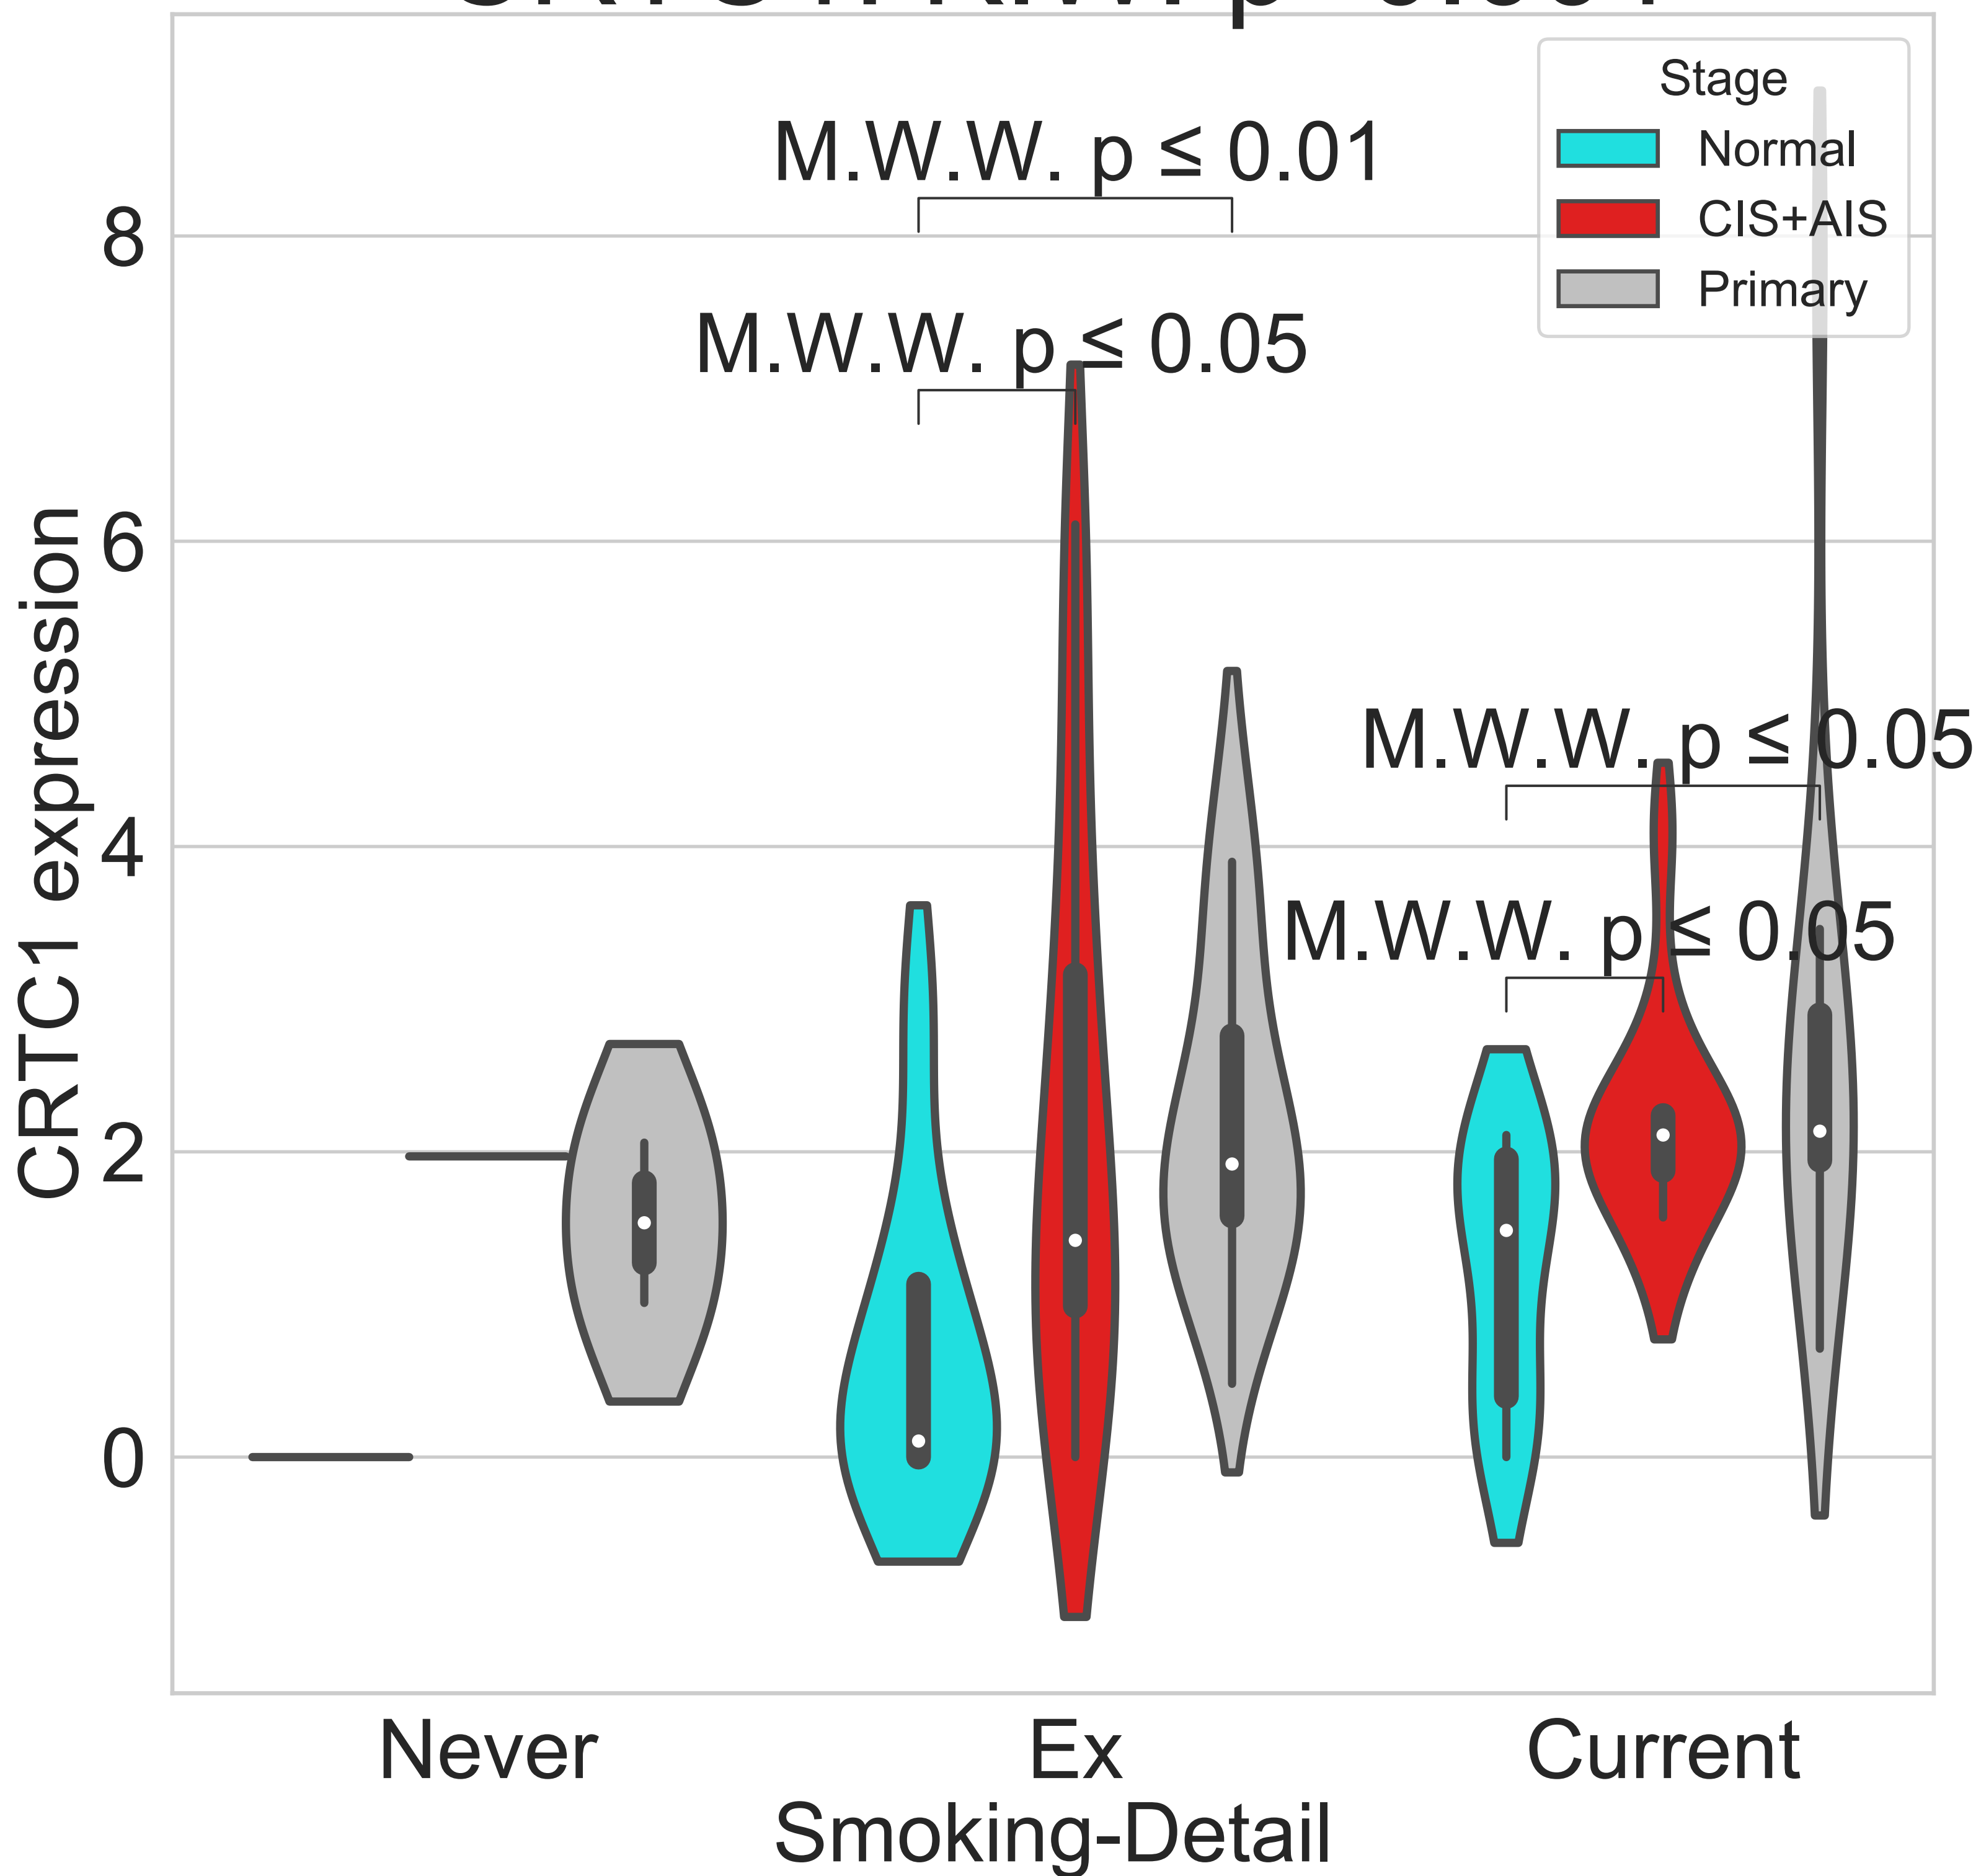 Stage
Normal
CIS+AIS
Primary
M.W.W. p ≤ 0.01
M.W.W. p ≤ 0.05
M.W.W. p ≤ 0.05
M.W.W. p ≤ 0.05
8
6
4
2
0
CRTC1 expression
Never
Ex
Current
Smoking-Detail